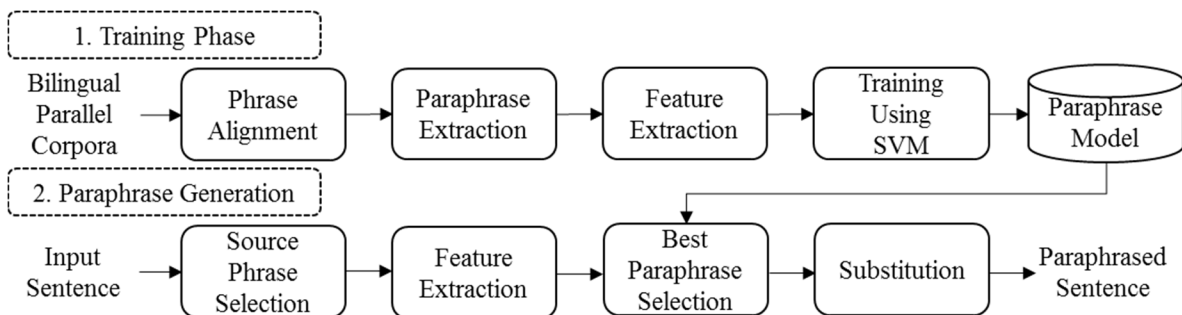 1. Training Phase
Bilingual
Parallel
Corpora
Phrase
Alignment
Paraphrase
Extraction
Feature
Extraction
Training
Using
SVM
Paraphrase
Model
2. Paraphrase Generation
Input
Sentence
Source
Phrase
Selection
Feature
Extraction
Best
Paraphrase
Selection
Substitution
Paraphrased
Sentence